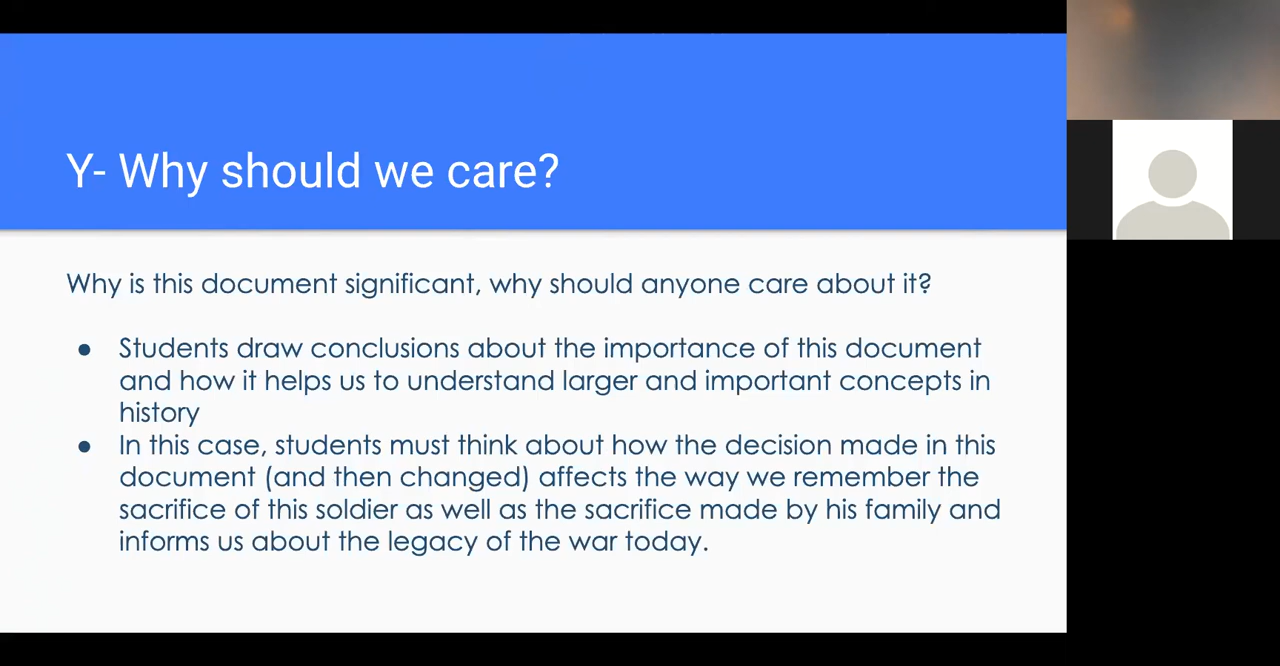 Y- Why should we care?
Why is this document significant, why should anyone care about it?
● Students draw conclusions about the importance of this document
and how it helps us to understand larger and important concepts in
history
● In this case, students must think about how the decision made in this
document (and then changed) affects the way we remember the
sacrifice of this soldier as well as the sacrifice made by his family and
informs us about the legacy of the war today.